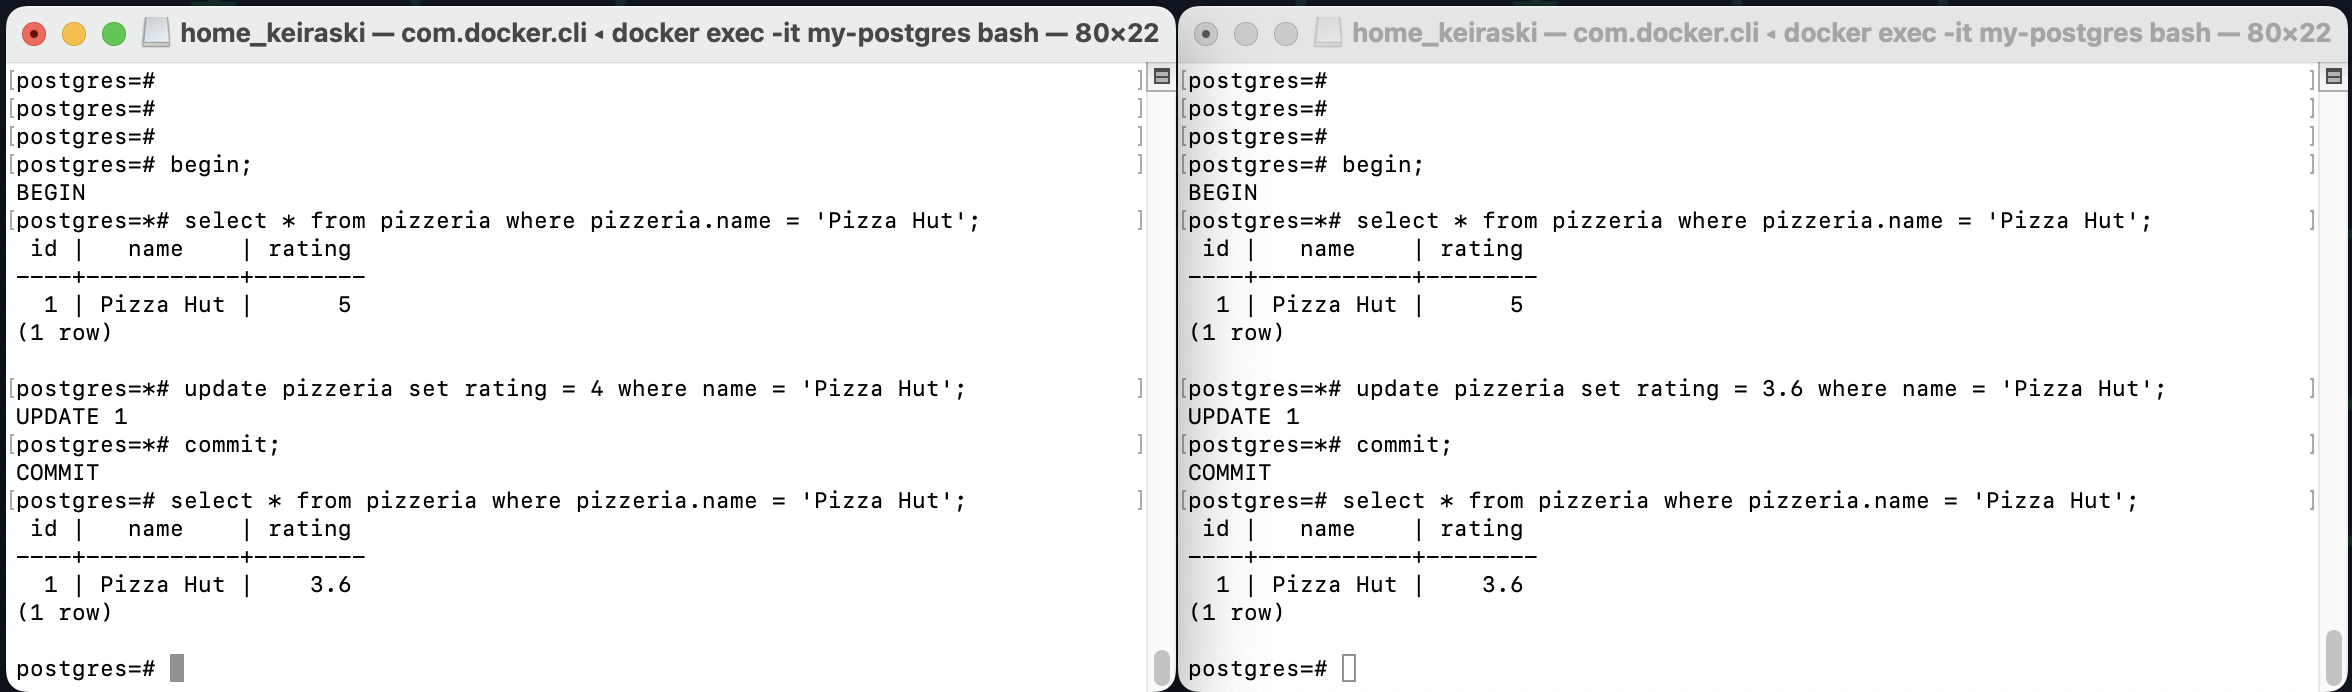 home_keiraski — com.docker.cli ◂ docker exec -it my-postgres bash — 80×22
[postgres=# ]
[postgres=# ]
[postgres=# ]
[postgres=# begin; ]
BEGIN
[postgres=*# select * from pizzeria where pizzeria.name = 'Pizza Hut'; ]
 id |   name    | rating
----+-----------+--------
  1 | Pizza Hut |      5
(1 row)
[postgres=*# update pizzeria set rating = 4 where name = 'Pizza Hut'; ]
UPDATE 1
[postgres=*# commit; ]
COMMIT
[postgres=# select * from pizzeria where pizzeria.name = 'Pizza Hut'; ]
 id |   name    | rating
----+-----------+--------
  1 | Pizza Hut |    3.6
(1 row)
postgres=#
home_keiraski — com.docker.cli ◂ docker exec -it my-postgres bash — 80×22
[postgres=# ]
[postgres=# ]
[postgres=# ]
[postgres=# begin; ]
BEGIN
[postgres=*# select * from pizzeria where pizzeria.name = 'Pizza Hut'; ]
 id |   name    | rating
----+-----------+--------
  1 | Pizza Hut |      5
(1 row)
[postgres=*# update pizzeria set rating = 3.6 where name = 'Pizza Hut'; ]
UPDATE 1
[postgres=*# commit; ]
COMMIT
[postgres=# select * from pizzeria where pizzeria.name = 'Pizza Hut'; ]
 id |   name    | rating
----+-----------+--------
  1 | Pizza Hut |    3.6
(1 row)
postgres=#